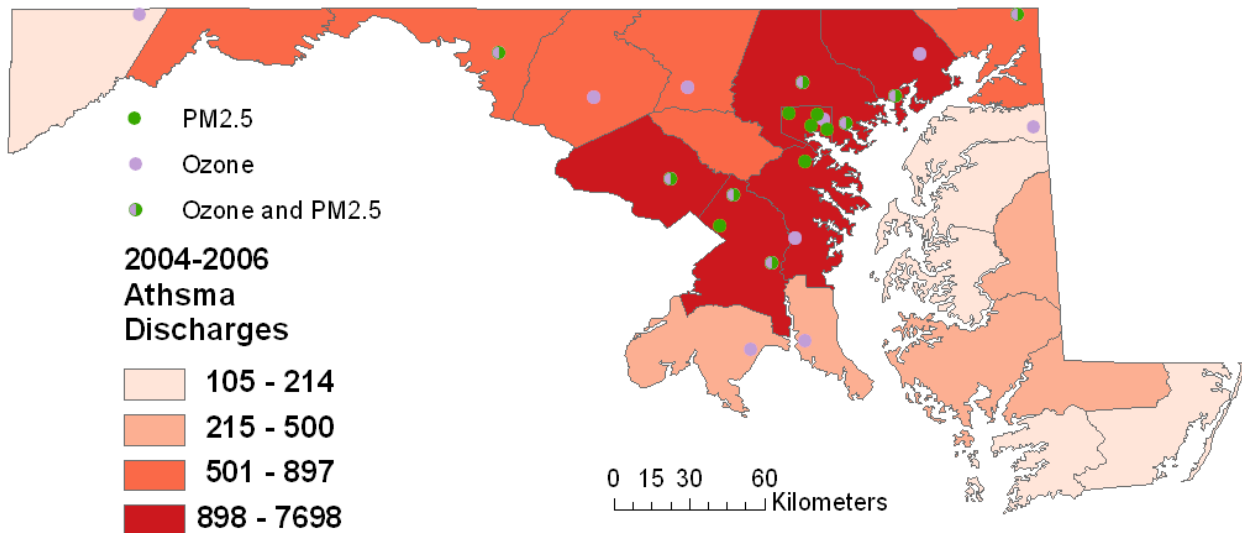 PM2.5
Ozone
Ozone and PM2.5
2004-2006
Athsma
Discharges
105 - 214
215 - 500
501 - 897
898 - 7698
0 15 30 60
Kilometers